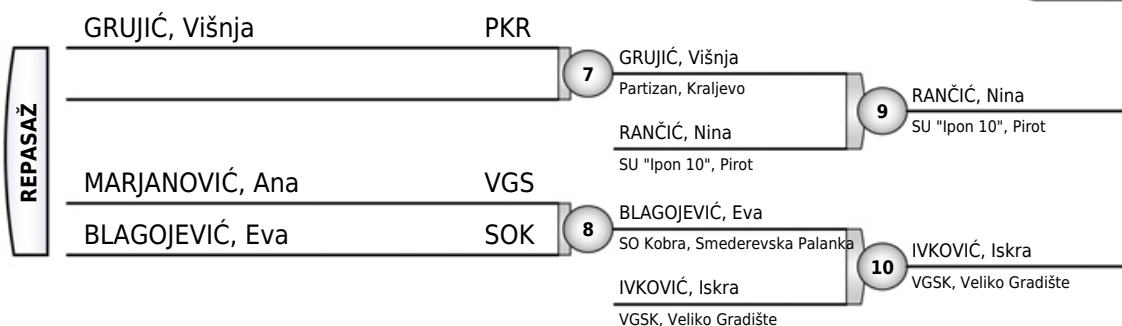 REPASAŽ
GRUJIĆ, Višnja PKR
MARJANOVIĆ, Ana VGS
BLAGOJEVIĆ, Eva SOK
7
GRUJIĆ, Višnja
Partizan, Kraljevo
RANČIĆ, Nina
SU "Ipon 10", Pirot
8
BLAGOJEVIĆ, Eva
SO Kobra, Smederevska Palanka
IVKOVIĆ, Iskra
VGSK, Veliko Gradište
9
RANČIĆ, Nina
SU "Ipon 10", Pirot
10
IVKOVIĆ, Iskra
VGSK, Veliko Gradište